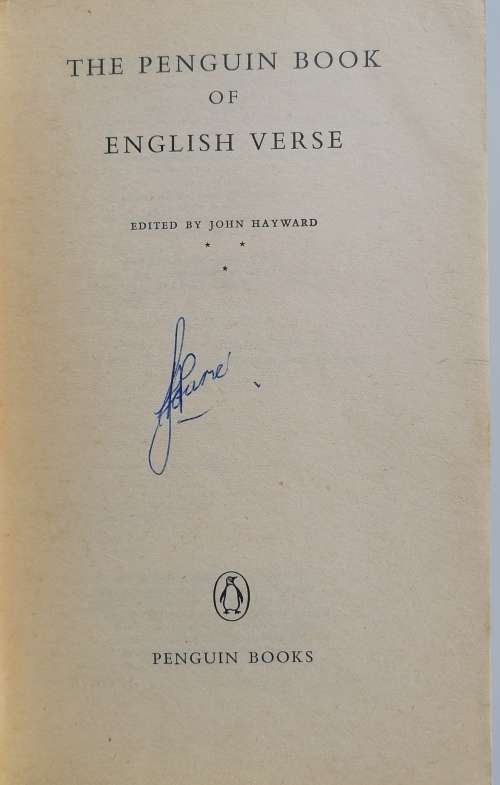 THE PENGUIN BOOK
OF
ENGLISH VERSE
EDITED BY JOHN HAYWARD
PENGUIN BOOKS